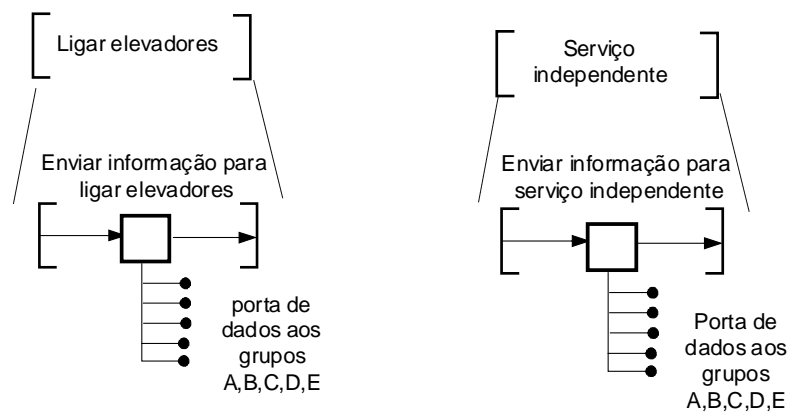 Ligar elevadores
Enviar informação para
ligar elevadores
porta de
dados aos
grupos
A,B,C,D,E
Serviço
independente
Enviar informação para
serviço independente
Porta de
dados aos
grupos
A,B,C,D,E